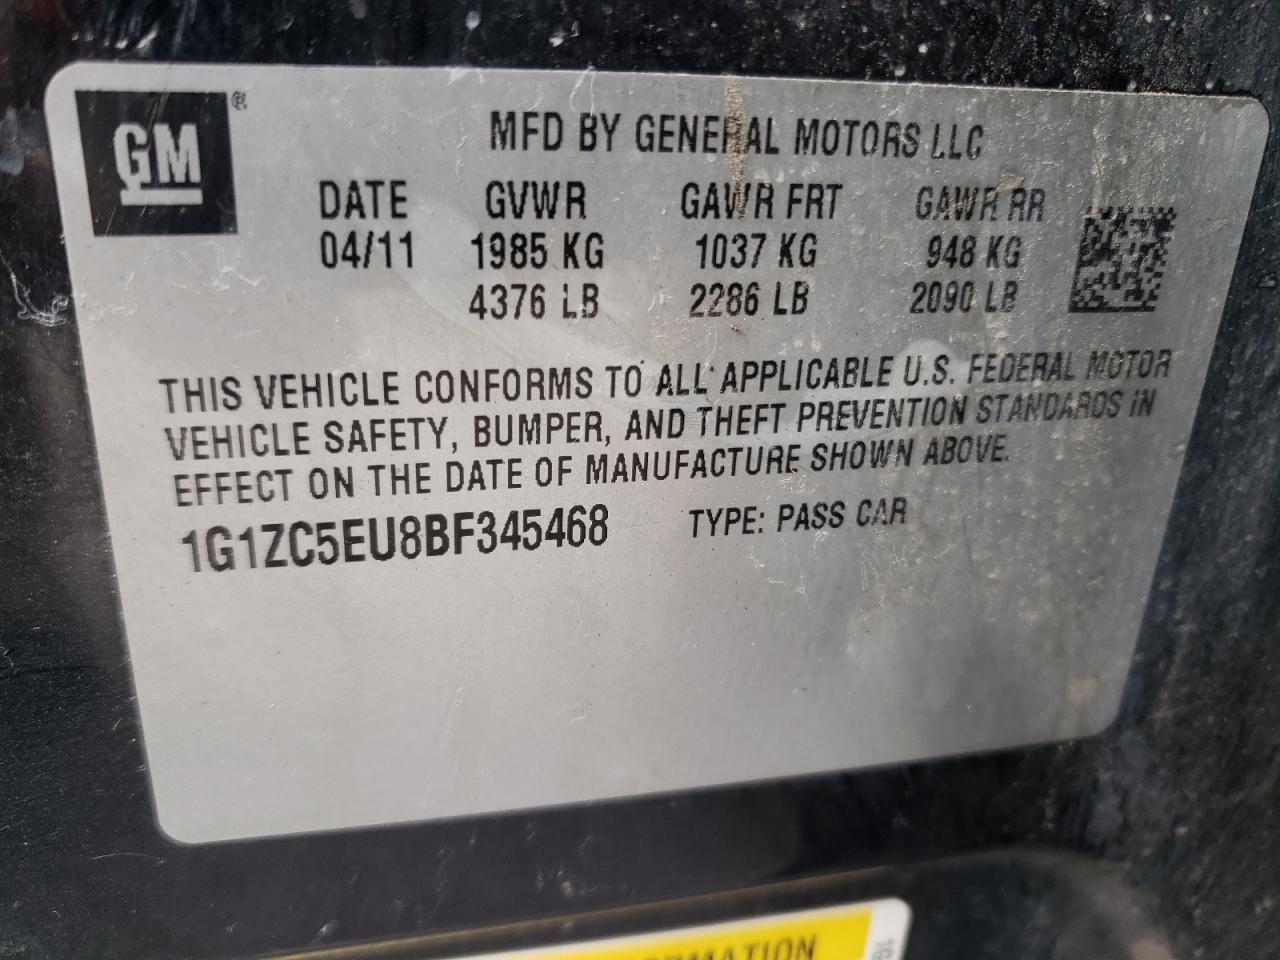 GM ®
MFD BY GENERAL MOTORS LLC
DATE GVWR GAWR FRT GAWR RR
04/11 1985 KG 1037 KG 948 KG
4376 LB 2286 LB 2090 LB
THIS VEHICLE CONFORMS TO ALL APPLICABLE U.S. FEDERAL MOTOR
VEHICLE SAFETY, BUMPER, AND THEFT PREVENTION STANDARDS IN
EFFECT ON THE DATE OF MANUFACTURE SHOWN ABOVE.
1G1ZC5EU8BF345468 TYPE: PASS CAR